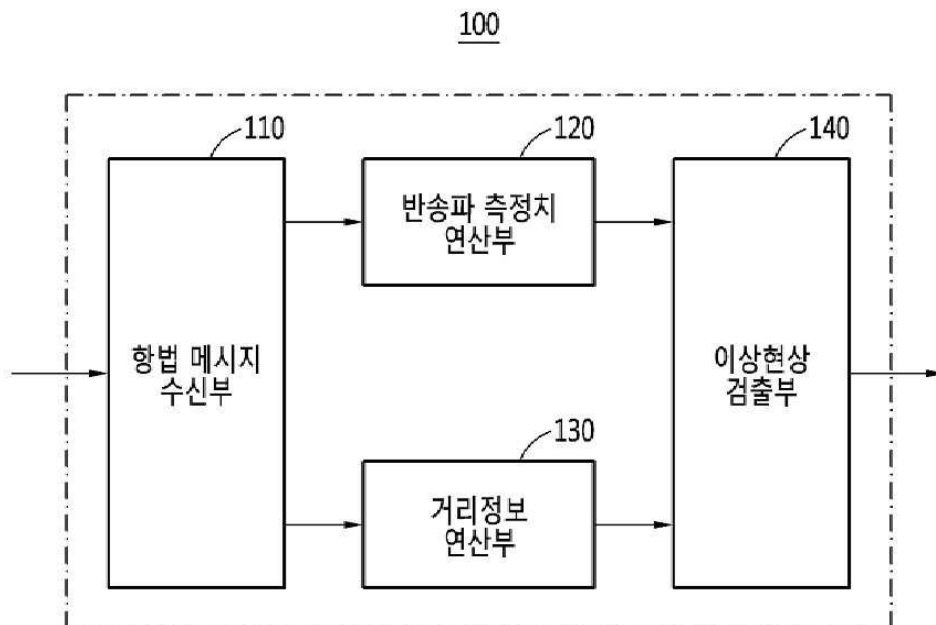 100
110
120
140
반송파 측정치
연산부
항법 메시지
수신부
이상현상
검출부
130
거리정보
연산부